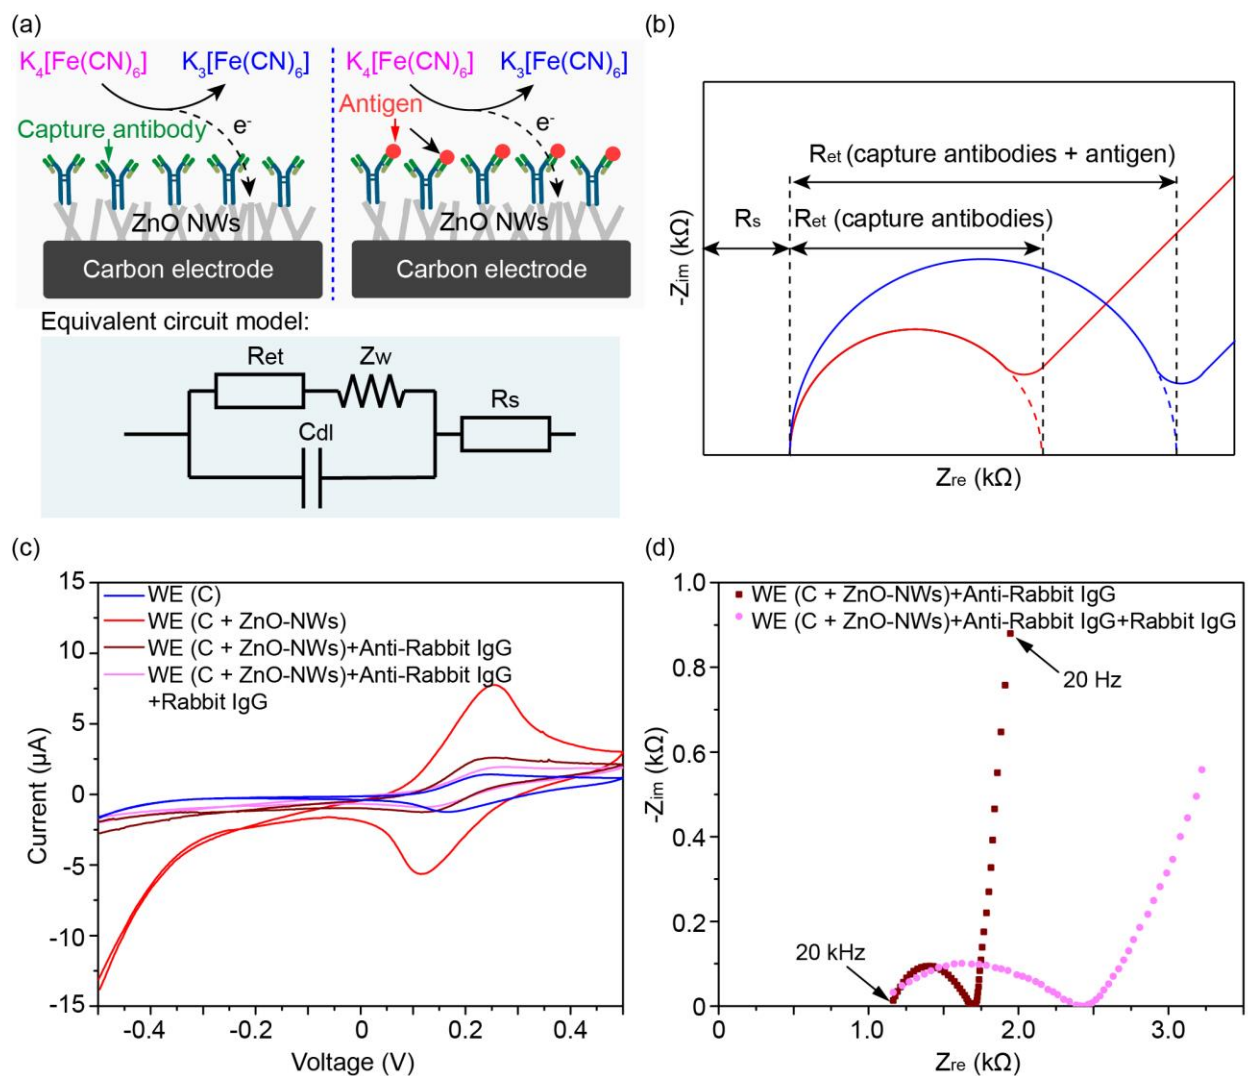 (a)
K₄[Fe(CN)₆] K₃[Fe(CN)₆]
Capture antibody
e⁻
ZnO NWs
Carbon electrode
K₄[Fe(CN)₆] K₃[Fe(CN)₆]
Antigen
e⁻
ZnO NWs
Carbon electrode
Equivalent circuit model:
Ret
Zw
Cdl
Rs
(b)
Ret (capture antibodies + antigen)
Rs
Ret (capture antibodies)
-Zim (kΩ)
Zre (kΩ)
(c)
WE (C)
WE (C + ZnO-NWs)
WE (C + ZnO-NWs)+Anti-Rabbit IgG
WE (C + ZnO-NWs)+Anti-Rabbit IgG
+Rabbit IgG
15
10
5
0
-5
-10
-15
Current (µA)
-0.4 -0.2 0 0.2 0.4
Voltage (V)
(d)
WE (C + ZnO-NWs)+Anti-Rabbit IgG
WE (C + ZnO-NWs)+Anti-Rabbit IgG+Rabbit IgG
20 Hz
20 kHz
1.0
0.8
0.6
0.4
0.2
0
-Zim (kΩ)
0 1.0 2.0 3.0
Zre (kΩ)